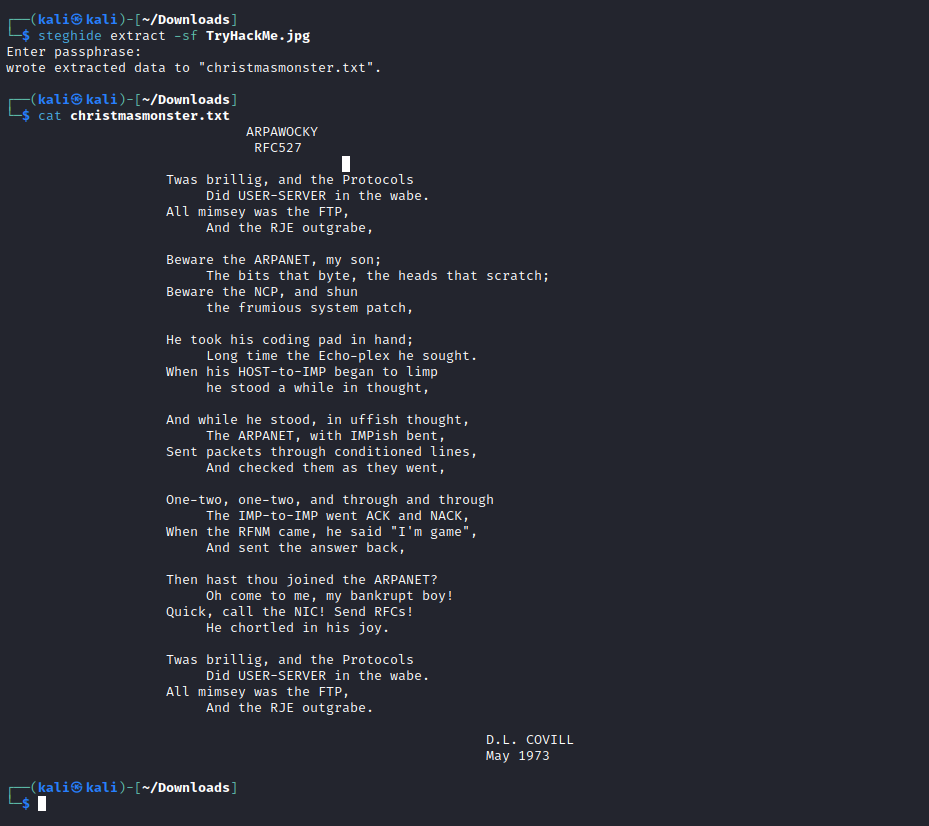 ┌──(kali㉿kali)-[~/Downloads]
└─$ steghide extract -sf TryHackMe.jpg
Enter passphrase:
wrote extracted data to "christmasmonster.txt".
┌──(kali㉿kali)-[~/Downloads]
└─$ cat christmasmonster.txt
ARPAWOCKY
RFC527
Twas brillig, and the Protocols
Did USER-SERVER in the wabe.
All mimsey was the FTP,
And the RJE outgrabe,
Beware the ARPANET, my son;
The bits that byte, the heads that scratch;
Beware the NCP, and shun
the frumious system patch,
He took his coding pad in hand;
Long time the Echo-plex he sought.
When his HOST-to-IMP began to limp
he stood a while in thought,
And while he stood, in uffish thought,
The ARPANET, with IMPish bent,
Sent packets through conditioned lines,
And checked them as they went,
One-two, one-two, and through and through
The IMP-to-IMP went ACK and NACK,
When the RFNM came, he said "I'm game",
And sent the answer back,
Then hast thou joined the ARPANET?
Oh come to me, my bankrupt boy!
Quick, call the NIC! Send RFCs!
He chortled in his joy.
Twas brillig, and the Protocols
Did USER-SERVER in the wabe.
All mimsey was the FTP,
And the RJE outgrabe.
D.L. COVILL
May 1973
┌──(kali㉿kali)-[~/Downloads]
└─$